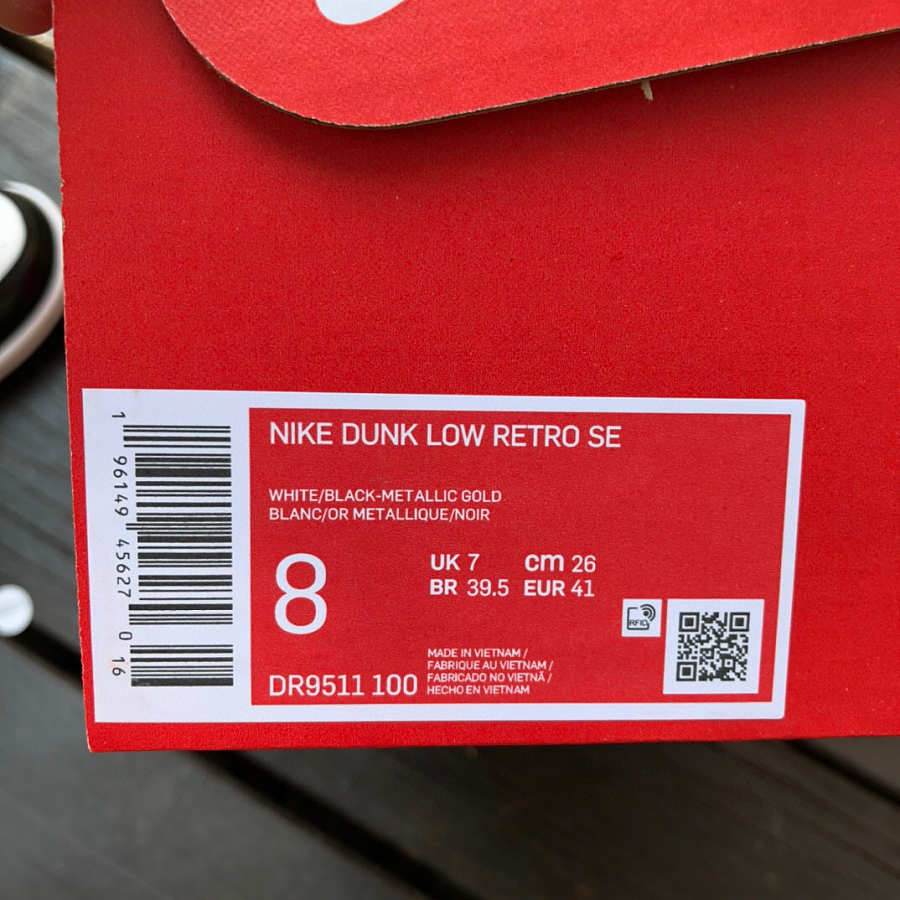 NIKE DUNK LOW RETRO SE
WHITE/BLACK-METALLIC GOLD
BLANC/OR METALLIQUE/NOIR
8
UK 7 cm 26
BR 39.5 EUR 41
RFID
MADE IN VIETNAM /
FABRIQUE AU VIETNAM /
FABRICADO NO VIETNÃ /
HECHO EN VIETNAM
DR9511 100
1 96149 45627 0 16